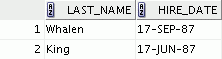 LAST_NAME HIRE_DATE
1 Whalen 17-SEP-87
2 King 17-JUN-87